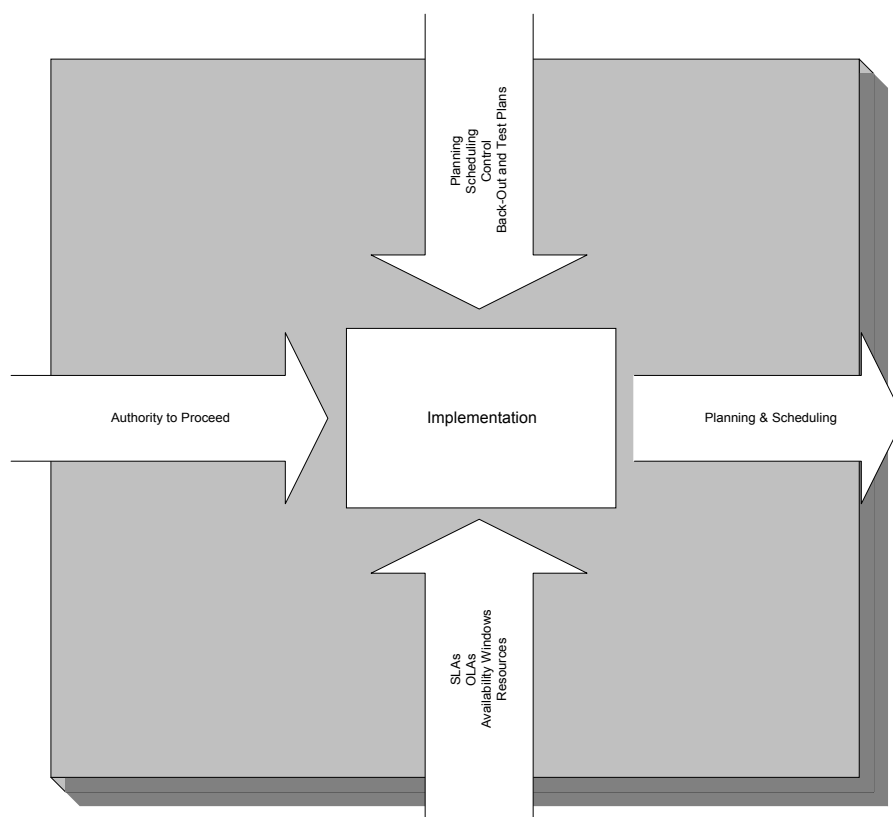 Planning
Scheduling
Control
Back-Out and Test Plans
Authority to Proceed
Implementation
Planning & Scheduling
SLAs
OLAs
Availability Windows
Resources